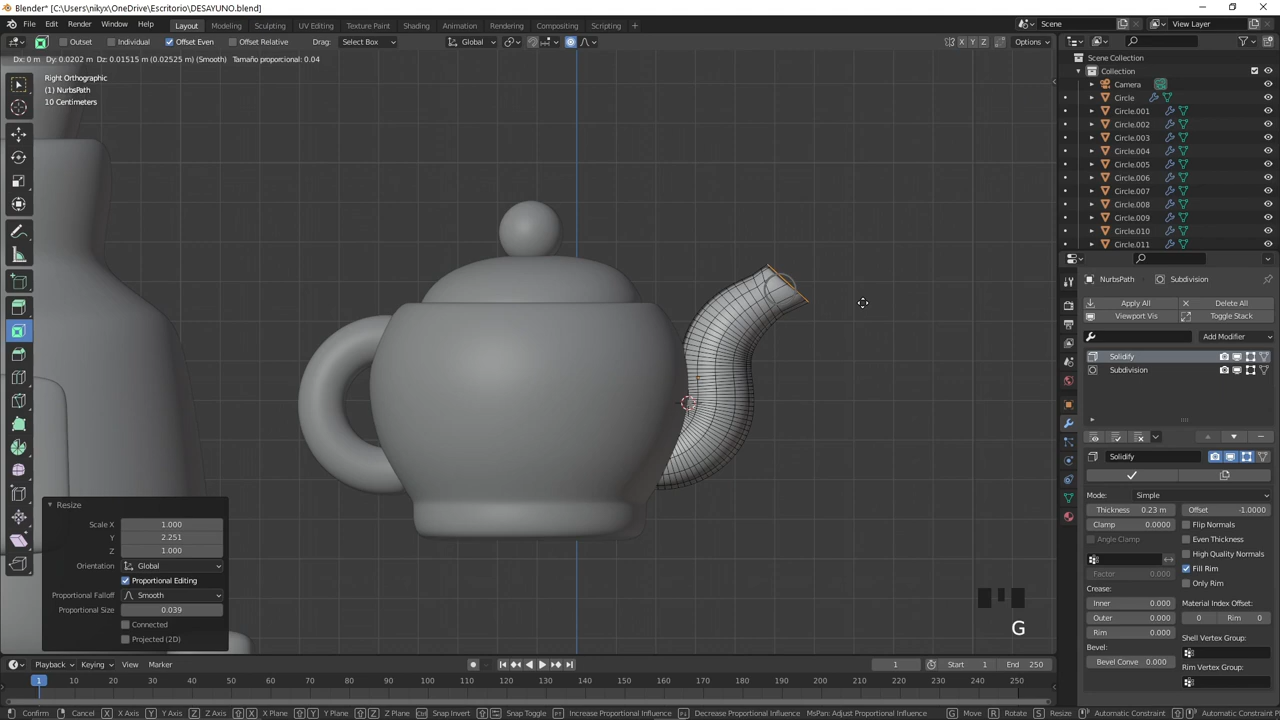 Blender* [C:\Users\nikyx\OneDrive\Escritorio\DESAYUNO.blend]
File Edit Render Window Help Layout Modeling Sculpting UV Editing Texture Paint Shading Animation Rendering Compositing Scripting + Scene View Layer
Outset Individual Offset Even Offset Relative Drag: Select Box Global X Y Z Options
Dx: 0 m Dy: 0.0202 m Dz: 0.01515 m (0.02525 m) (Smooth) Tamaño proporcional: 0.04
Right Orthographic
(1) NurbsPath
10 Centimeters
Resize
Scale X 1.000
Y 2.251
Z 1.000
Orientation Global
Proportional Editing
Proportional Falloff Smooth
Proportional Size 0.039
Connected
Projected (2D)
G
Scene Collection
Collection
Camera
Circle
Circle.001
Circle.002
Circle.003
Circle.004
Circle.005
Circle.006
Circle.007
Circle.008
Circle.009
Circle.010
Circle.011
NurbsPath Subdivision
Apply All Delete All
Viewport Vis Toggle Stack
Add Modifier
Solidify
Subdivision
Solidify
Mode: Simple
Thickness 0.23 m Offset -1.0000
Clamp 0.0000 Flip Normals
Angle Clamp Even Thickness
High Quality Normals
Factor 0.000 Fill Rim
Only Rim
Crease:
Inner 0.000 Material Index Offset:
Outer 0.000 0 Rim 0
Rim 0.000
Shell Vertex Group:
Bevel:
Bevel Conve 0.000
Rim Vertex Group:
Playback Keying View Marker 1 Start 1 End 250
1 10 20 30 40 50 60 70 80 90 100 110 120 130 140 150 160 170 180 190 200 210 220 230 240 250
Confirm Cancel X X Axis Y Y Axis Z Z Axis X X Plane Y Y Plane Z Z Plane Ctrl Snap Invert Snap Toggle Increase Proportional Influence Decrease Proportional Influence MsPan: Adjust Proportional Influence G Move R Rotate S Resize Automatic Constraint Automatic Constraint P